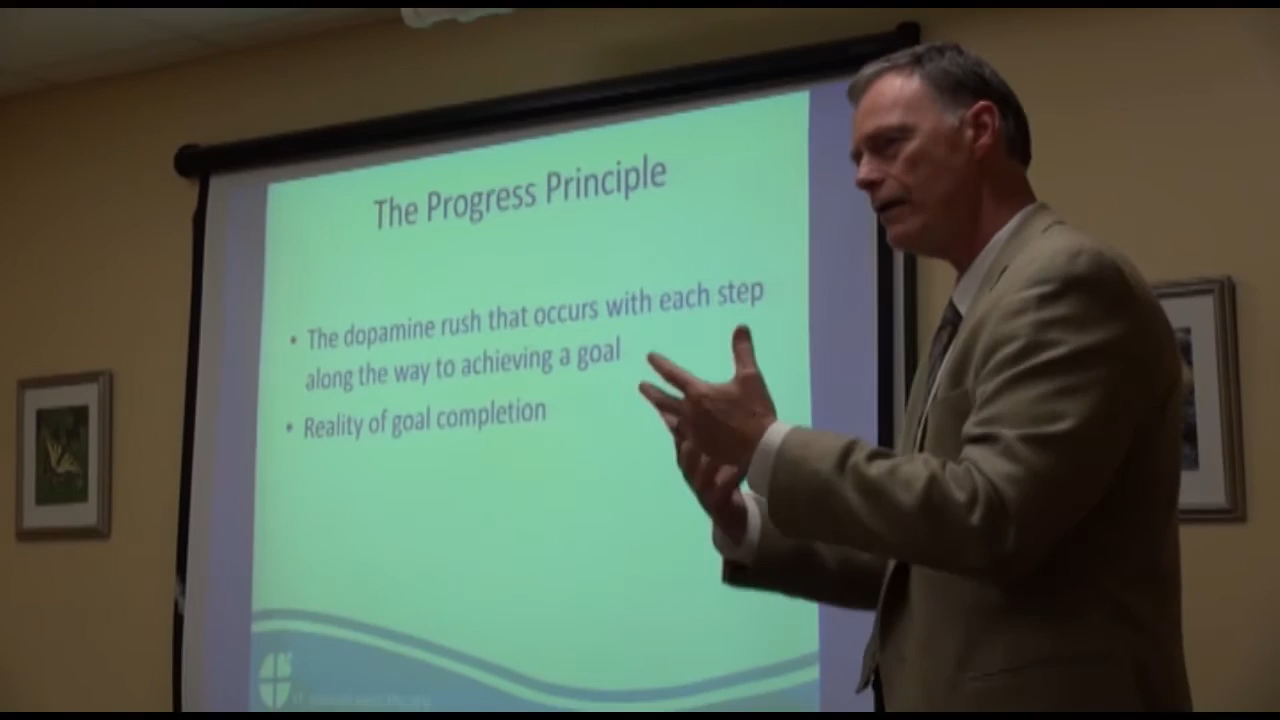 The Progress Principle
• The dopamine rush that occurs with each step
along the way to achieving a goal
• Reality of goal completion